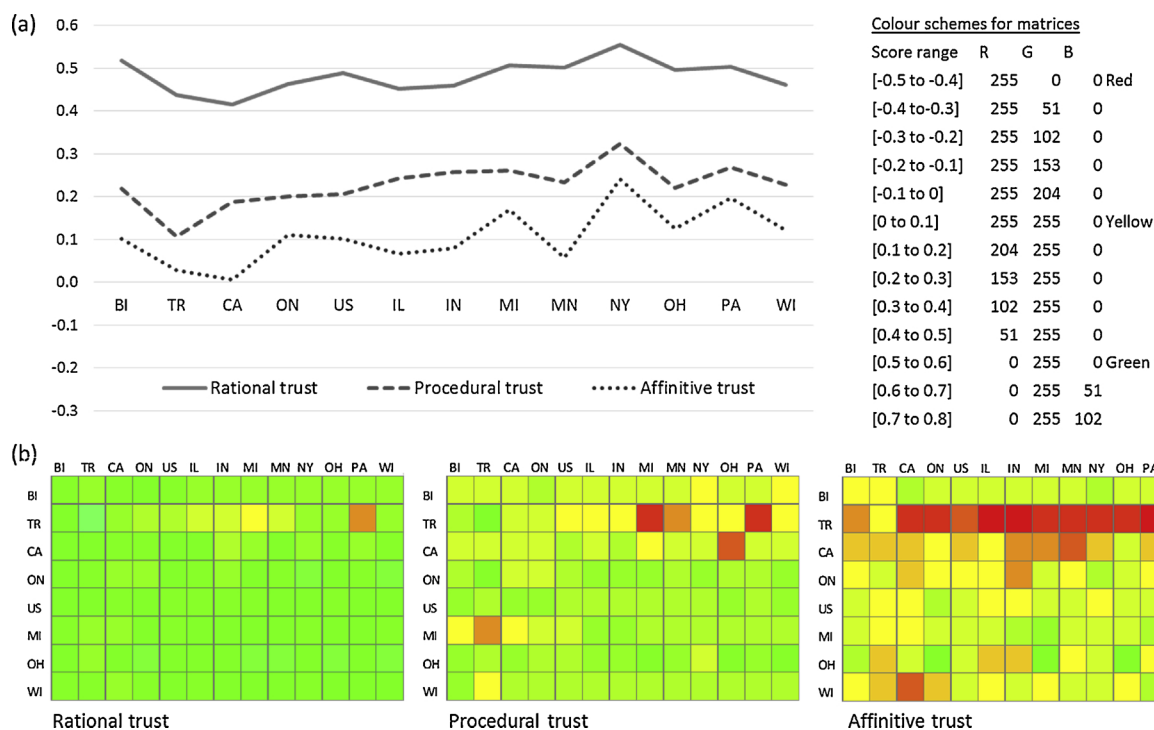 (a)
0.6
0.5
0.4
0.3
0.2
0.1
0.0
BI TR CA ON US IL IN MI MN NY OH PA WI
-0.1
-0.2
Rational trust Procedural trust Affinitive trust
-0.3
Colour schemes for matrices
Score range R G B
[-0.5 to -0.4] 255 0 0 Red
[-0.4 to-0.3] 255 51 0
[-0.3 to -0.2] 255 102 0
[-0.2 to -0.1] 255 153 0
[-0.1 to 0] 255 204 0
[0 to 0.1] 255 255 0 Yellow
[0.1 to 0.2] 204 255 0
[0.2 to 0.3] 153 255 0
[0.3 to 0.4] 102 255 0
[0.4 to 0.5] 51 255 0
[0.5 to 0.6] 0 255 0 Green
[0.6 to 0.7] 0 255 51
[0.7 to 0.8] 0 255 102
(b)
BI TR CA ON US IL IN MI MN NY OH PA WI
BI
TR
CA
ON
US
MI
OH
WI
Rational trust
BI TR CA ON US IL IN MI MN NY OH PA WI
BI
TR
CA
ON
US
MI
OH
WI
Procedural trust
BI TR CA ON US IL IN MI MN NY OH PA
BI
TR
CA
ON
US
MI
OH
WI
Affinitive trust